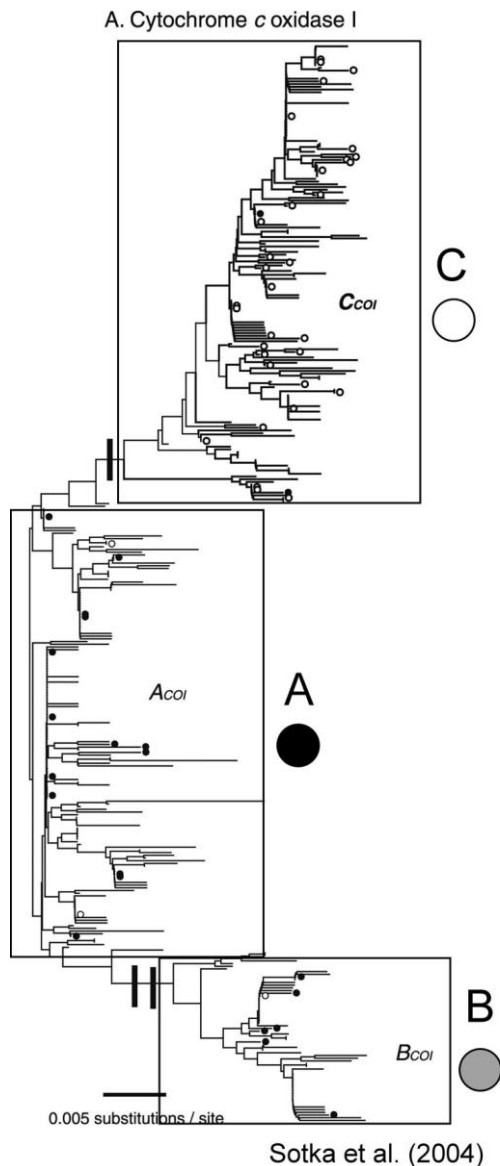 A. Cytochrome c oxidase I
C
CCOI
A
ACOI
B
BCOI
0.005 substitutions / site
Sotka et al. (2004)